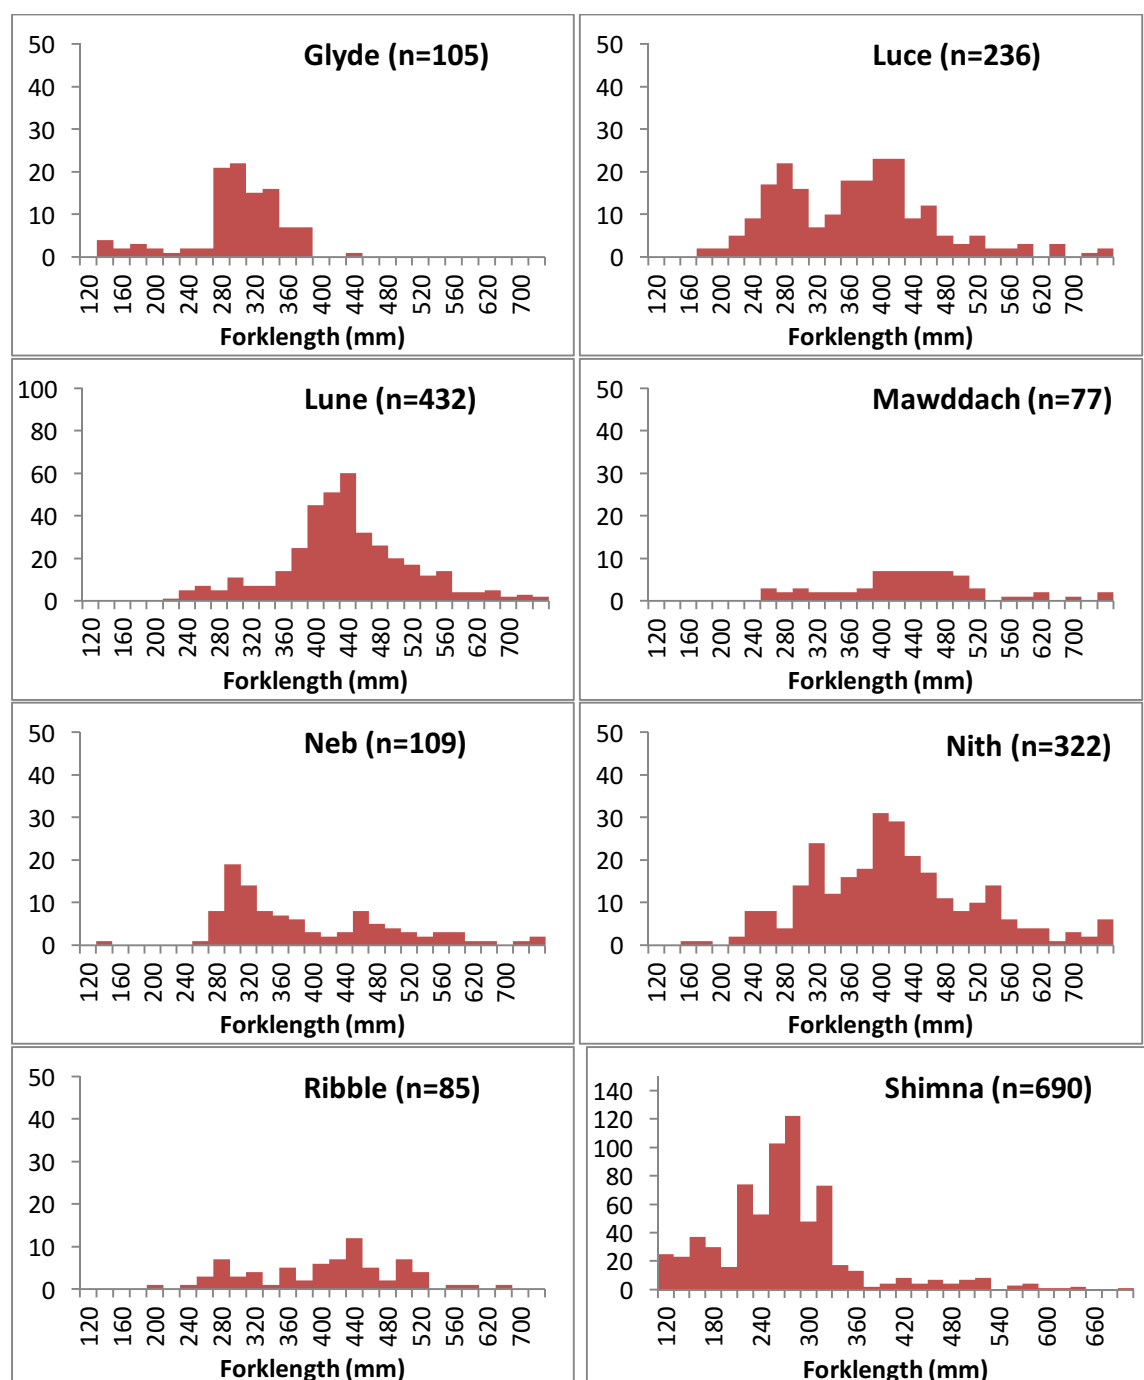 Glyde (n=105)
50
40
30
20
10
0
120 160 200 240 280 320 360 400 440 480 520 560 620 700
Forklength (mm)
Luce (n=236)
50
40
30
20
10
0
120 160 200 240 280 320 360 400 440 480 520 560 620 700
Forklength (mm)
Lune (n=432)
100
80
60
40
20
0
120 160 200 240 280 320 360 400 440 480 520 560 620 700
Forklength (mm)
Mawddach (n=77)
50
40
30
20
10
0
120 160 200 240 280 320 360 400 440 480 520 560 620 700
Forklength (mm)
Neb (n=109)
50
40
30
20
10
0
120 160 200 240 280 320 360 400 440 480 520 560 620 700
Forklength (mm)
Nith (n=322)
50
40
30
20
10
0
120 160 200 240 280 320 360 400 440 480 520 560 620 700
Forklength (mm)
Ribble (n=85)
50
40
30
20
10
0
120 160 200 240 280 320 360 400 440 480 520 560 620 700
Forklength (mm)
Shimna (n=690)
140
120
100
80
60
40
20
0
120 180 240 300 360 420 480 540 600 660
Forklength (mm)